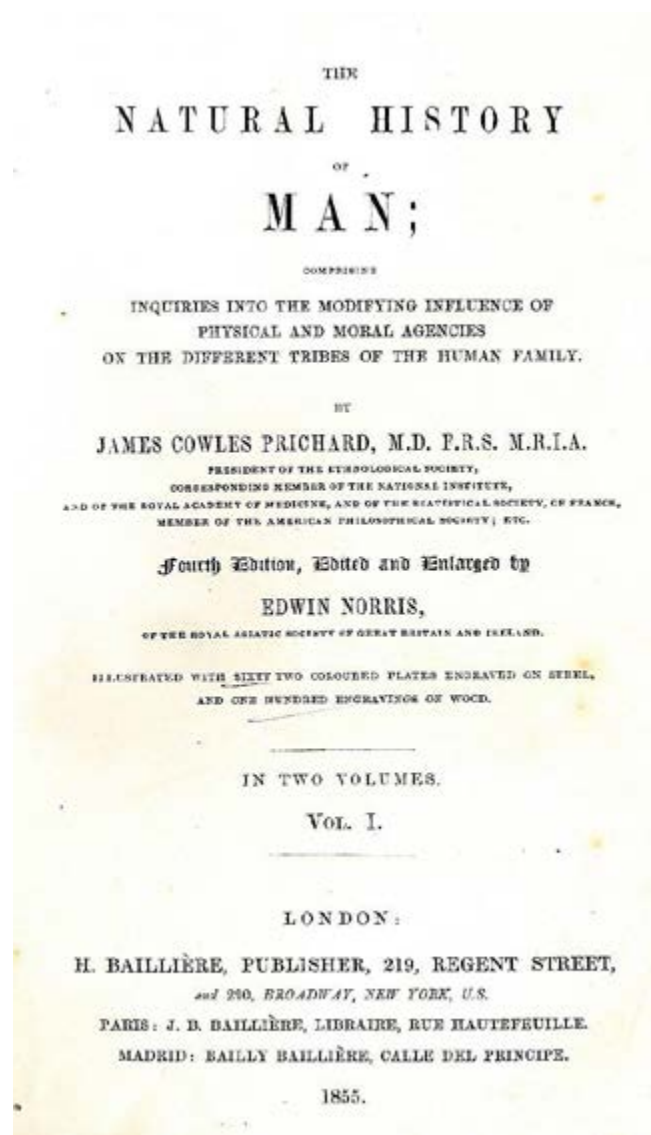 THE
NATURAL HISTORY
OF
MAN;
COMPRISING
INQUIRIES INTO THE MODIFYING INFLUENCE OF
PHYSICAL AND MORAL AGENCIES
ON THE DIFFERENT TRIBES OF THE HUMAN FAMILY.
BY
JAMES COWLES PRICHARD, M.D. F.R.S. M.R.I.A.
PRESIDENT OF THE ETHNOLOGICAL SOCIETY,
CORRESPONDING MEMBER OF THE NATIONAL INSTITUTE,
AND OF THE ROYAL ACADEMY OF MEDICINE, AND OF THE STATISTICAL SOCIETY, OF FRANCE,
MEMBER OF THE AMERICAN PHILOSOPHICAL SOCIETY; ETC.
Fourth Edition, Edited and Enlarged by
EDWIN NORRIS,
OF THE ROYAL ASIATIC SOCIETY OF GREAT BRITAIN AND IRELAND.
ILLUSTRATED WITH SIXTY TWO COLOURED PLATES ENGRAVED ON STEEL,
AND ONE HUNDRED ENGRAVINGS ON WOOD.
IN TWO VOLUMES.
VOL. I.
LONDON:
H. BAILLIÈRE, PUBLISHER, 219, REGENT STREET,
and 290, BROADWAY, NEW YORK, U.S.
PARIS: J. B. BAILLIÈRE, LIBRAIRE, RUE HAUTEFEUILLE.
MADRID: BAILLY BAILLIÈRE, CALLE DEL PRINCIPE.
1855.